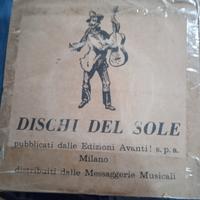 DISCHI DEL SOLE
pubblicati dalle Edizioni Avanti! s.p.a.
Milano
distribuiti dalle Messaggerie Musicali